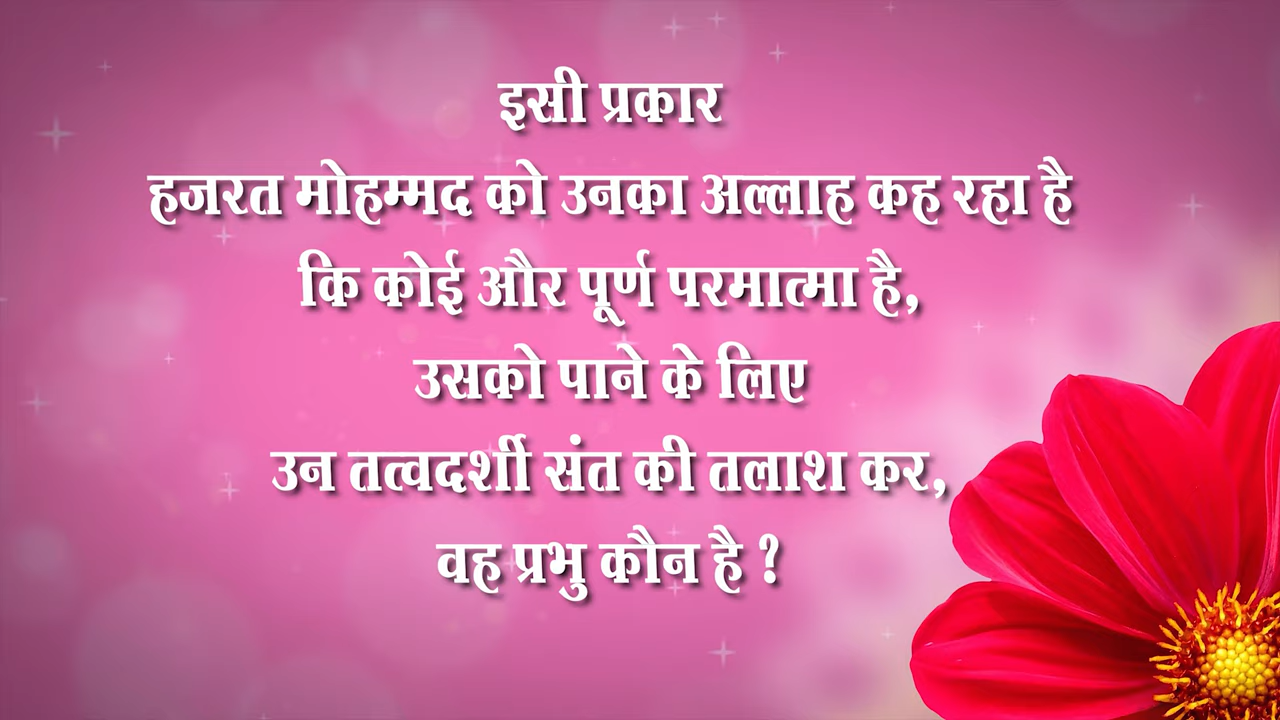 इसी प्रकार
हजरत मोहम्मद को उनका अल्लाह कह रहा है
कि कोई और पूर्ण परमात्मा है,
उसको पाने के लिए
उन तत्वदर्शी संत की तलाश कर,
वह प्रभु कौन है ?